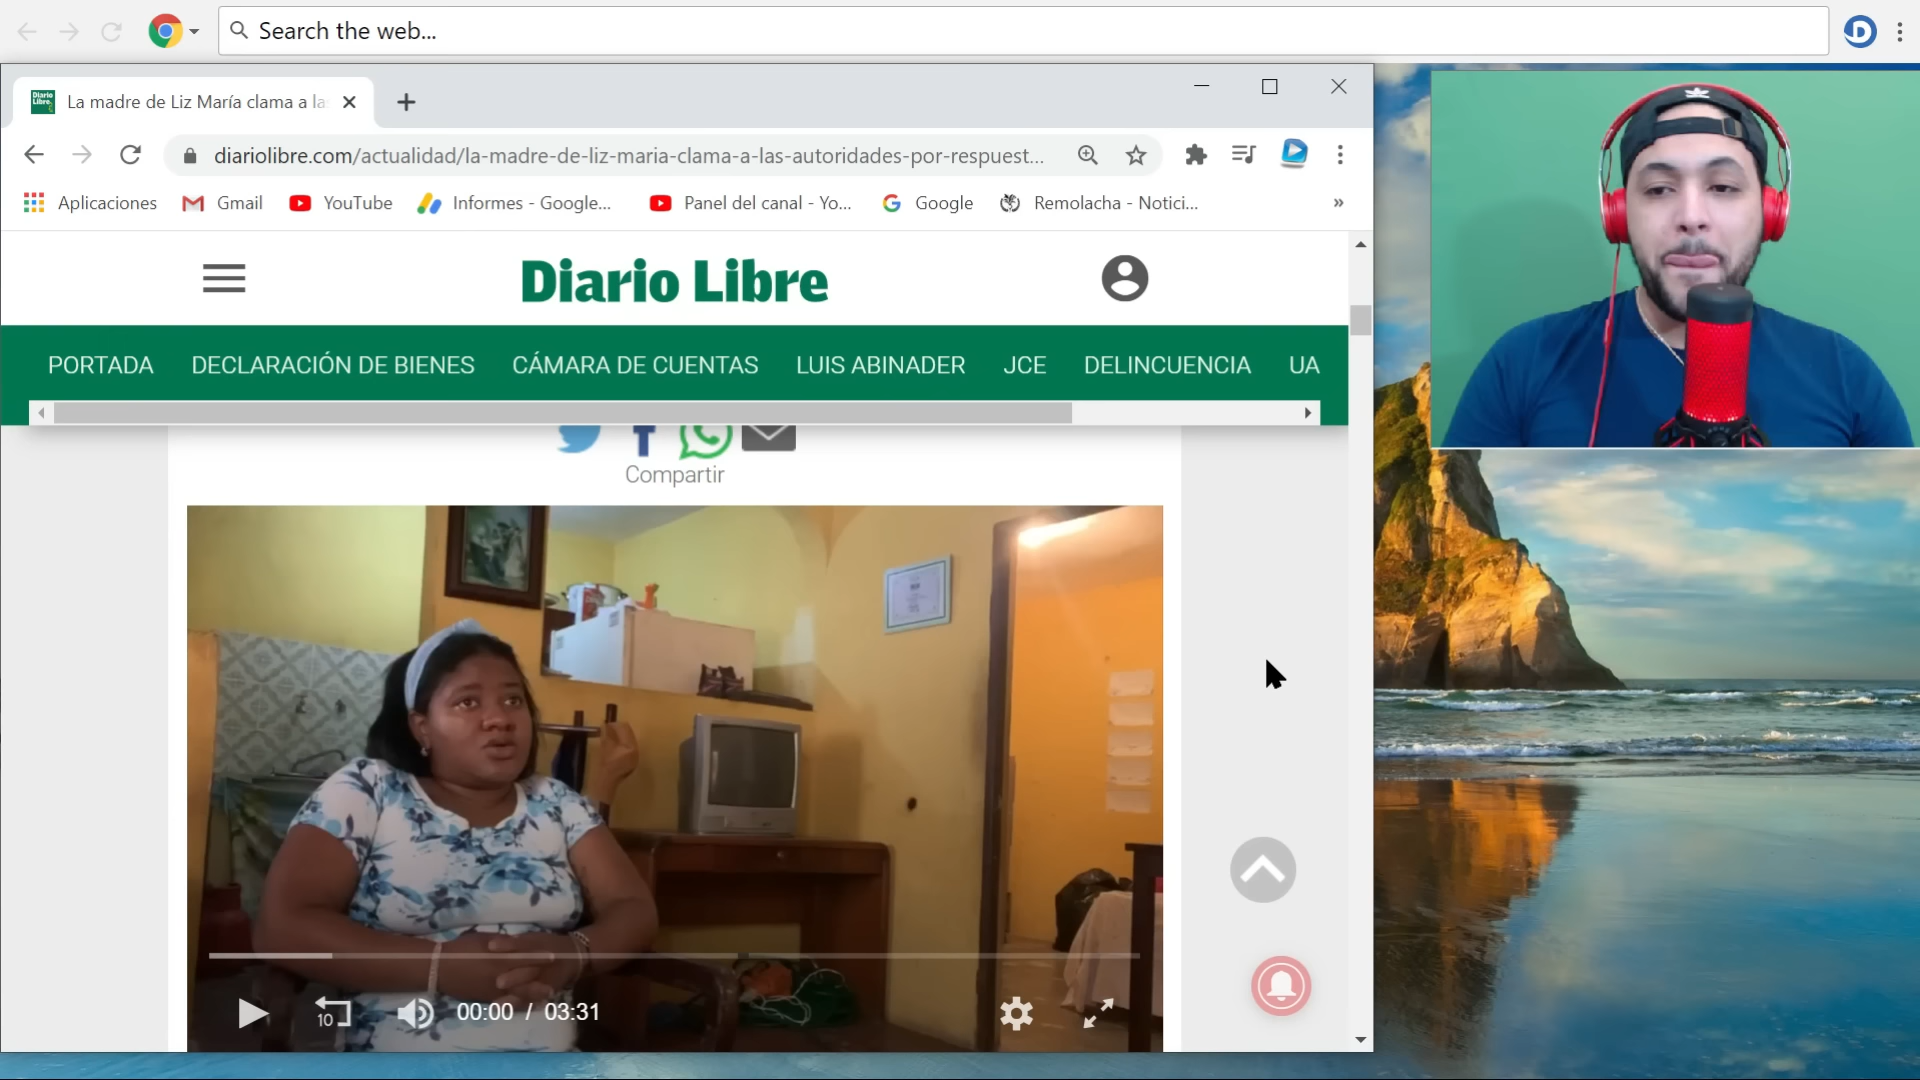 Search the web...
La madre de Liz María clama a la
diariolibre.com/actualidad/la-madre-de-liz-maria-clama-a-las-autoridades-por-respuest...
Aplicaciones Gmail YouTube Informes - Google... Panel del canal - Yo... Google Remolacha - Notici... »
Diario Libre
PORTADA DECLARACIÓN DE BIENES CÁMARA DE CUENTAS LUIS ABINADER JCE DELINCUENCIA UA
Compartir
10 00:00 / 03:31